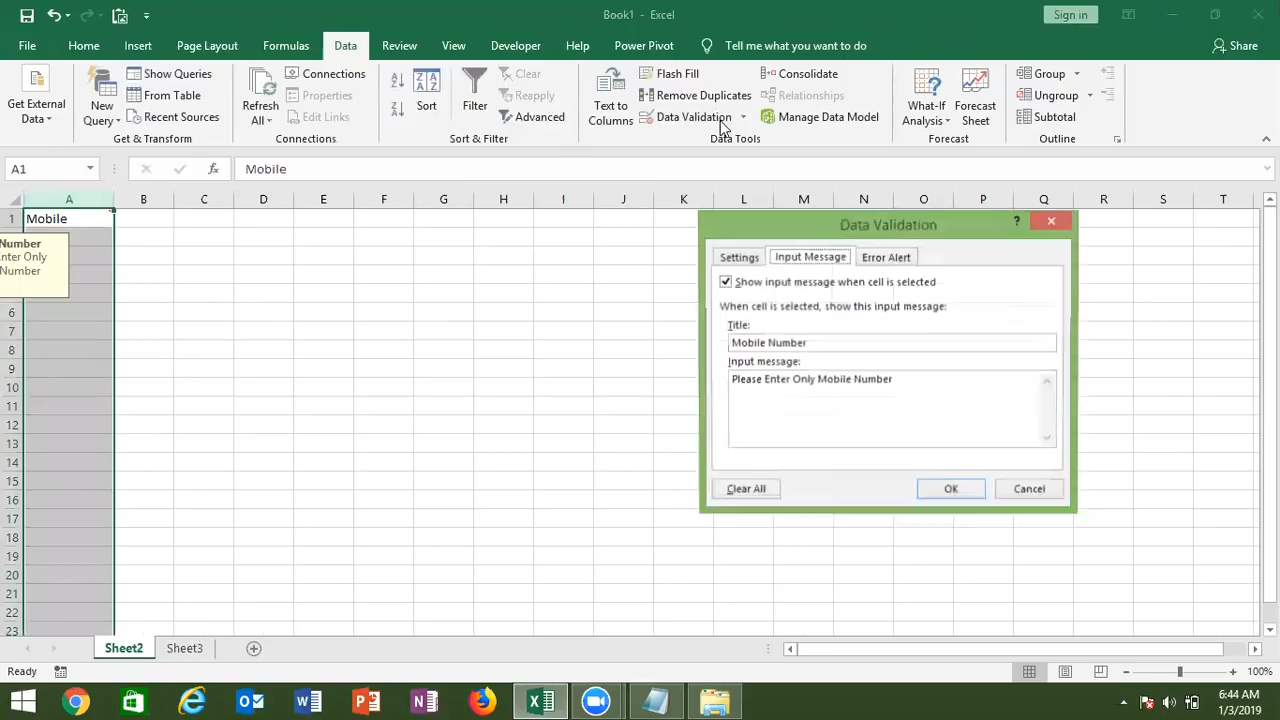 Book1 - Excel
Sign in
File
Home
Insert
Page Layout
Formulas
Data
Review
View
Developer
Help
Power Pivot
Tell me what you want to do
Share
Get External
Data
New
Query
Show Queries
From Table
Recent Sources
Get & Transform
Refresh
All
Connections
Properties
Edit Links
Connections
Sort
Filter
Clear
Reapply
Advanced
Sort & Filter
Text to
Columns
Flash Fill
Remove Duplicates
Data Validation
Consolidate
Relationships
Manage Data Model
Data Tools
What-If
Analysis
Forecast
Sheet
Forecast
Group
Ungroup
Subtotal
Outline
A1
fx
Mobile
A B C D E F G H I J K L M N O P Q R S T
1 Mobile
Number
nter Only
Number
6
7
8
9
10
11
12
13
14
15
16
17
18
19
20
21
22
23
Data Validation
?
Settings
Input Message
Error Alert
Show input message when cell is selected
When cell is selected, show this input message:
Title:
Mobile Number
Input message:
Please Enter Only Mobile Number
Clear All
OK
Cancel
Sheet2
Sheet3
Ready
100%
6:44 AM
1/3/2019